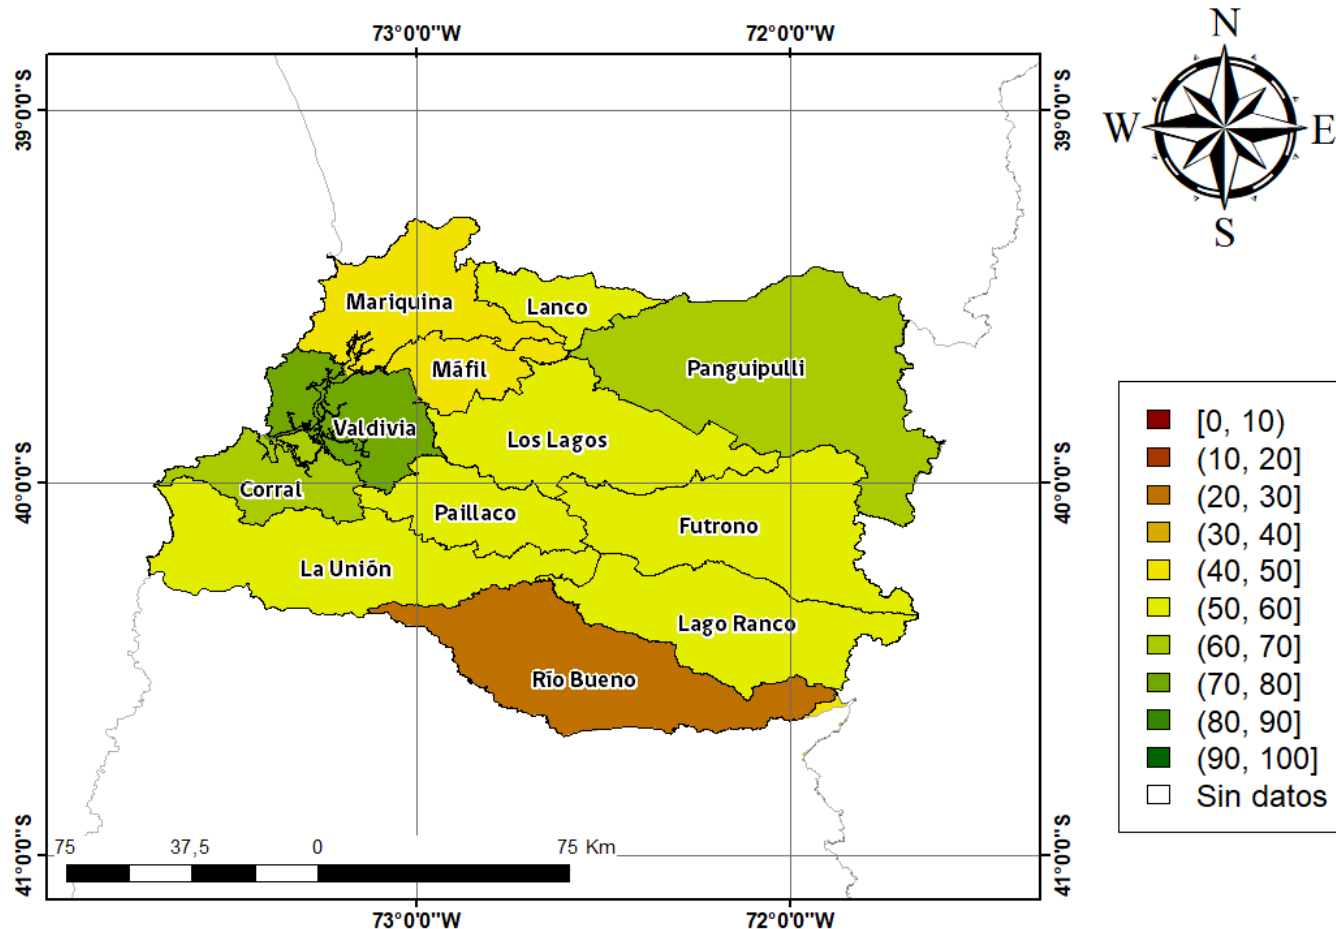 73°0'0"W
72°0'0"W
N
W
E
S
39°0'0"S
39°0'0"S
Mariquina
Lanco
Máfil
Panguipulli
Valdivia
Los Lagos
40°0'0"S
40°0'0"S
Corral
Paillaco
Futrono
La Unión
Lago Ranco
Río Bueno
[0, 10)
(10, 20]
(20, 30]
(30, 40]
(40, 50]
(50, 60]
(60, 70]
(70, 80]
(80, 90]
(90, 100]
Sin datos
75 37,5 0 75 Km
41°0'0"S
41°0'0"S
73°0'0"W
72°0'0"W